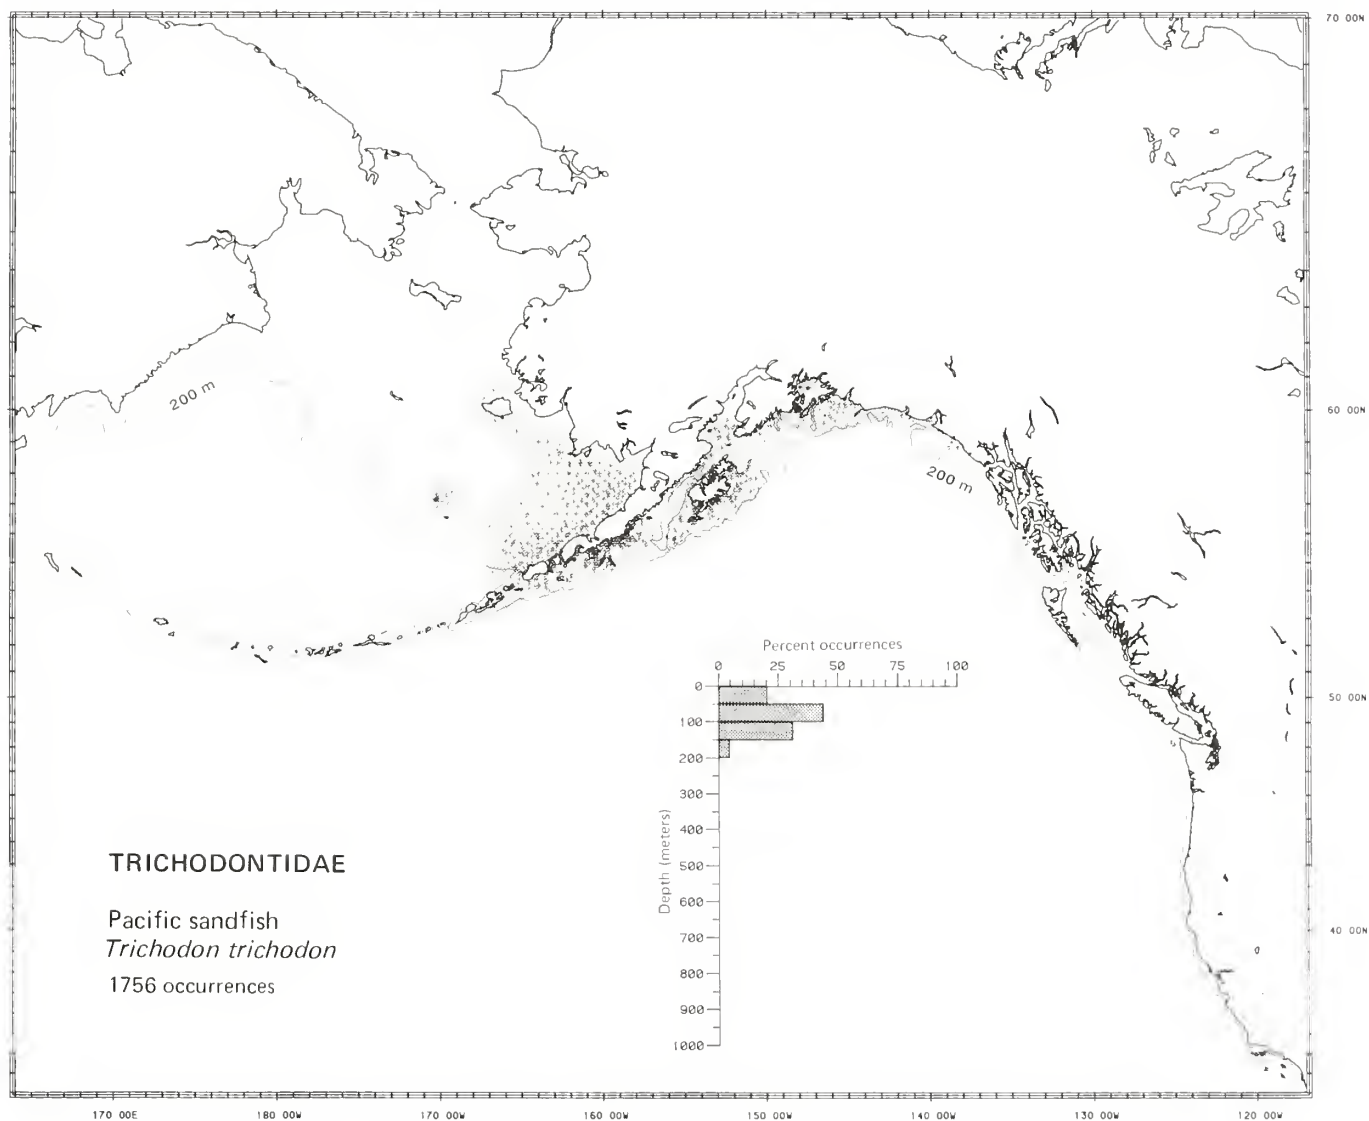 70 00N
200 m
60 00N
200 m
Percent occurrences
0 25 50 75 100
0
50 00N
100
200
300
400
500
600
700
800
900
1000
Depth (meters)
TRICHODONTIDAE
Pacific sandfish
Trichodon trichodon
1756 occurrences
40 00N
170 00E 180 00W 170 00W 160 00W 150 00W 140 00W 130 00W 120 00W